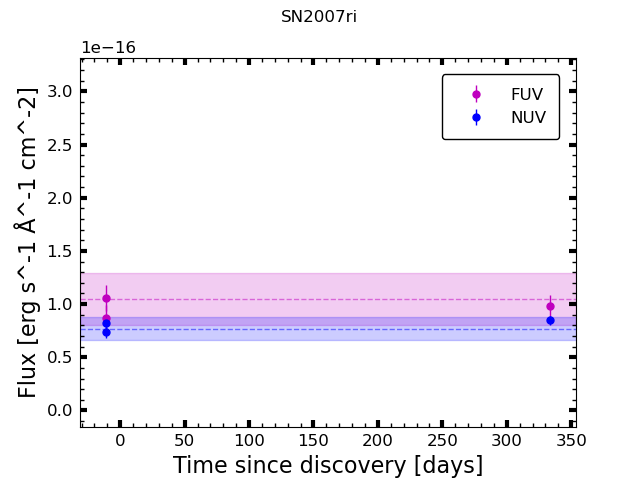 SN2007ri
1e−16
3.0
2.5
2.0
1.5
1.0
0.5
0.0
Flux [erg s^-1 Å^-1 cm^-2]
FUV
NUV
0 50 100 150 200 250 300 350
Time since discovery [days]